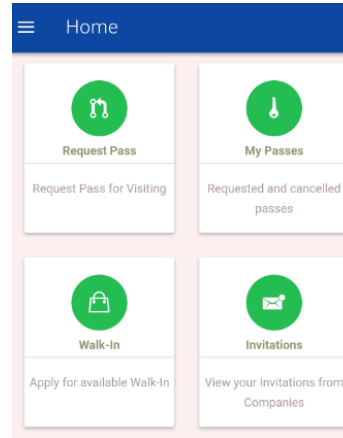 Home
Request Pass
Request Pass for Visiting
My Passes
Requested and cancelled
passes
Walk-In
Apply for available Walk-In
Invitations
View your Invitations from
Companies